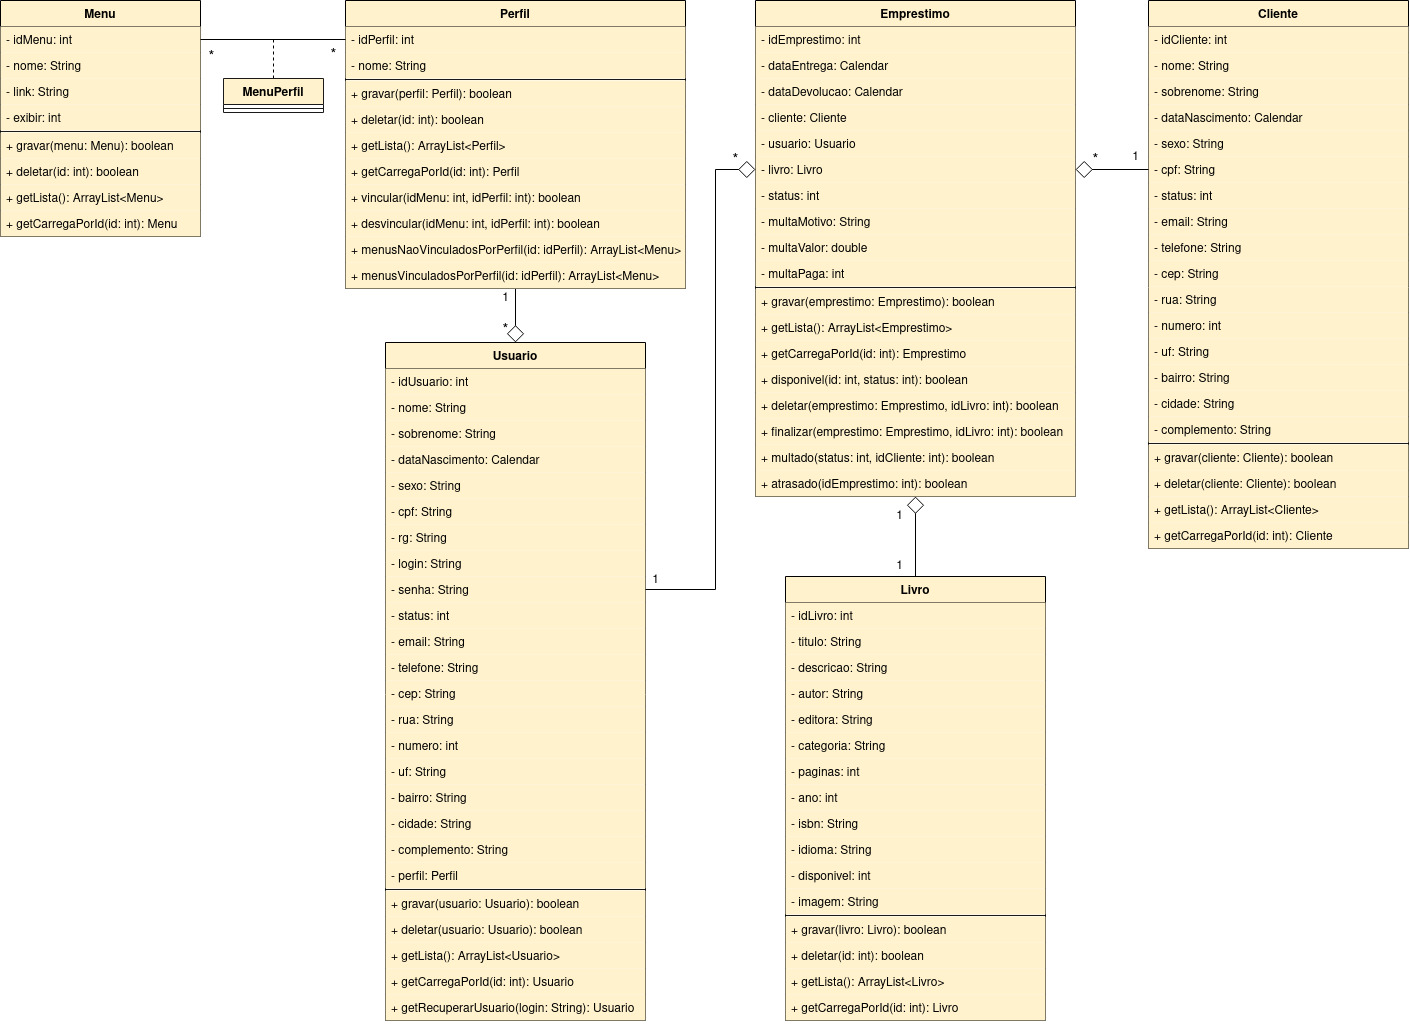 Menu
- idMenu: int
- nome: String
- link: String
- exibir: int
+ gravar(menu: Menu): boolean
+ deletar(id: int): boolean
+ getLista(): ArrayList<Menu>
+ getCarregaPorId(id: int): Menu
*
*
MenuPerfil
Perfil
- idPerfil: int
- nome: String
+ gravar(perfil: Perfil): boolean
+ deletar(id: int): boolean
+ getLista(): ArrayList<Perfil>
+ getCarregaPorId(id: int): Perfil
+ vincular(idMenu: int, idPerfil: int): boolean
+ desvincular(idMenu: int, idPerfil: int): boolean
+ menusNaoVinculadosPorPerfil(id: idPerfil): ArrayList<Menu>
+ menusVinculadosPorPerfil(id: idPerfil): ArrayList<Menu>
1
*
Usuario
- idUsuario: int
- nome: String
- sobrenome: String
- dataNascimento: Calendar
- sexo: String
- cpf: String
- rg: String
- login: String
- senha: String
- status: int
- email: String
- telefone: String
- cep: String
- rua: String
- numero: int
- uf: String
- bairro: String
- cidade: String
- complemento: String
- perfil: Perfil
+ gravar(usuario: Usuario): boolean
+ deletar(usuario: Usuario): boolean
+ getLista(): ArrayList<Usuario>
+ getCarregaPorId(id: int): Usuario
+ getRecuperarUsuario(login: String): Usuario
1
*
Emprestimo
- idEmprestimo: int
- dataEntrega: Calendar
- dataDevolucao: Calendar
- cliente: Cliente
- usuario: Usuario
- livro: Livro
- status: int
- multaMotivo: String
- multaValor: double
- multaPaga: int
+ gravar(emprestimo: Emprestimo): boolean
+ getLista(): ArrayList<Emprestimo>
+ getCarregaPorId(id: int): Emprestimo
+ disponivel(id: int, status: int): boolean
+ deletar(emprestimo: Emprestimo, idLivro: int): boolean
+ finalizar(emprestimo: Emprestimo, idLivro: int): boolean
+ multado(status: int, idCliente: int): boolean
+ atrasado(idEmprestimo: int): boolean
1
1
Livro
- idLivro: int
- titulo: String
- descricao: String
- autor: String
- editora: String
- categoria: String
- paginas: int
- ano: int
- isbn: String
- idioma: String
- disponivel: int
- imagem: String
+ gravar(livro: Livro): boolean
+ deletar(id: int): boolean
+ getLista(): ArrayList<Livro>
+ getCarregaPorId(id: int): Livro
*
1
Cliente
- idCliente: int
- nome: String
- sobrenome: String
- dataNascimento: Calendar
- sexo: String
- cpf: String
- status: int
- email: String
- telefone: String
- cep: String
- rua: String
- numero: int
- uf: String
- bairro: String
- cidade: String
- complemento: String
+ gravar(cliente: Cliente): boolean
+ deletar(cliente: Cliente): boolean
+ getLista(): ArrayList<Cliente>
+ getCarregaPorId(id: int): Cliente